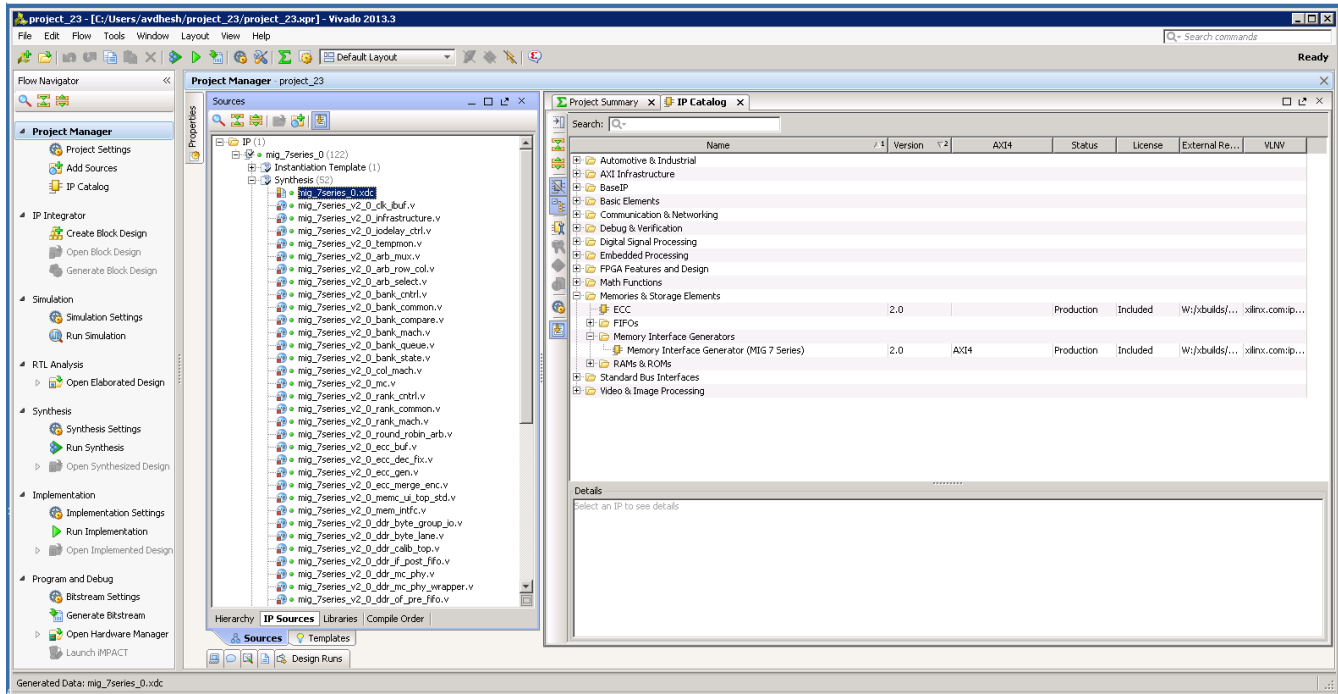 project_23 - [C:/Users/avdhesh/project_23/project_23.xpr] - Vivado 2013.3
File Edit Flow Tools Window Layout View Help
Search commands
Default Layout
Ready
Flow Navigator
Project Manager
Project Settings
Add Sources
IP Catalog
IP Integrator
Create Block Design
Open Block Design
Generate Block Design
Simulation
Simulation Settings
Run Simulation
RTL Analysis
Open Elaborated Design
Synthesis
Synthesis Settings
Run Synthesis
Open Synthesized Design
Implementation
Implementation Settings
Run Implementation
Open Implemented Design
Program and Debug
Bitstream Settings
Generate Bitstream
Open Hardware Manager
Launch iMPACT
Project Manager - project_23
Properties
Sources
IP (1)
mig_7series_0 (122)
Instantiation Template (1)
Synthesis (52)
mig_7series_0.xdc
mig_7series_v2_0_clk_ibuf.v
mig_7series_v2_0_infrastructure.v
mig_7series_v2_0_iodelay_ctrl.v
mig_7series_v2_0_tempmon.v
mig_7series_v2_0_arb_mux.v
mig_7series_v2_0_arb_row_col.v
mig_7series_v2_0_arb_select.v
mig_7series_v2_0_bank_cntrl.v
mig_7series_v2_0_bank_common.v
mig_7series_v2_0_bank_compare.v
mig_7series_v2_0_bank_mach.v
mig_7series_v2_0_bank_queue.v
mig_7series_v2_0_bank_state.v
mig_7series_v2_0_col_mach.v
mig_7series_v2_0_mc.v
mig_7series_v2_0_rank_cntrl.v
mig_7series_v2_0_rank_common.v
mig_7series_v2_0_rank_mach.v
mig_7series_v2_0_round_robin_arb.v
mig_7series_v2_0_ecc_buf.v
mig_7series_v2_0_ecc_dec_fix.v
mig_7series_v2_0_ecc_gen.v
mig_7series_v2_0_ecc_merge_enc.v
mig_7series_v2_0_memc_ui_top_std.v
mig_7series_v2_0_mem_intfc.v
mig_7series_v2_0_ddr_byte_group_io.v
mig_7series_v2_0_ddr_byte_lane.v
mig_7series_v2_0_ddr_calib_top.v
mig_7series_v2_0_ddr_if_post_fifo.v
mig_7series_v2_0_ddr_mc_phy.v
mig_7series_v2_0_ddr_mc_phy_wrapper.v
mig_7series_v2_0_ddr_of_pre_fifo.v
Hierarchy IP Sources Libraries Compile Order
Sources Templates
Design Runs
Project Summary IP Catalog
Search:
Name 1 Version 2 AXI4 Status License External Re... VLNV
Automotive & Industrial
AXI Infrastructure
BaseIP
Basic Elements
Communication & Networking
Debug & Verification
Digital Signal Processing
Embedded Processing
FPGA Features and Design
Math Functions
Memories & Storage Elements
ECC 2.0 Production Included W:/xbuilds/... xilinx.com:ip...
FIFOs
Memory Interface Generators
Memory Interface Generator (MIG 7 Series) 2.0 AXI4 Production Included W:/xbuilds/... xilinx.com:ip...
RAMs & ROMs
Standard Bus Interfaces
Video & Image Processing
Details
Select an IP to see details
Generated Data: mig_7series_0.xdc